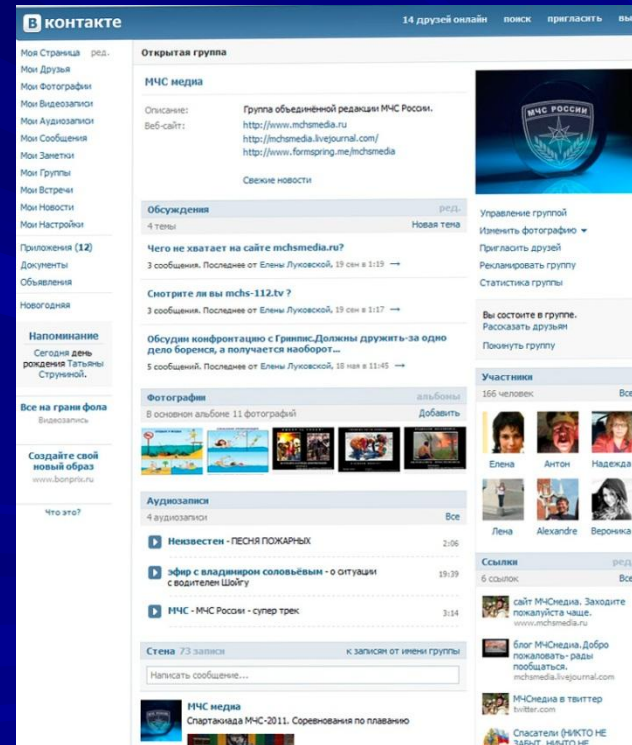 В контакте
14 друзей онлайн поиск пригласить
Моя Страница ред.
Мои Друзья
Мои Фотографии
Мои Видеозаписи
Мои Аудиозаписи
Мои Сообщения
Мои Заметки
Мои Группы
Мои Встречи
Мои Новости
Мои Настройки
Приложения (12)
Документы
Объявления
Новогодняя
Напоминание
Сегодня день
рождения Татьяны
Струниной.
Все на грани фола
Видеозапись
Создайте свой
новый образ
www.bonprix.ru
Что это?
Открытая группа
МЧС медиа
Описание: Группа объединённой редакции МЧС России.
Веб-сайт: http://www.mchsmedia.ru
http://mchsmedia.livejournal.com/
http://www.formspring.me/mchsmedia
Свежие новости
Обсуждения ред.
4 темы Новая тема
Чего не хватает на сайте mchsmedia.ru?
3 сообщения. Последнее от Елены Луковской, 19 сен в 1:19 →
Смотрите ли вы mchs-112.tv ?
3 сообщения. Последнее от Елены Луковской, 19 сен в 1:17 →
Обсудим конфронтацию с Гринпис.Должны дружить-за одно
дело боремся, а получается наоборот...
5 сообщений. Последнее от Елены Луковской, 18 мая в 11:45 →
Фотографии альбомы
В основном альбоме 11 фотографий Добавить
Аудиозаписи
4 аудиозаписи Все
Неизвестен - ПЕСНЯ ПОЖАРНЫХ 2:06
эфир с владимиром соловьёвым - о ситуации
с водителем Шойгу 19:39
МЧС - МЧС России - супер трек 3:14
Стена 73 записи к записям от имени группы
Написать сообщение...
МЧС медиа
Спартакиада МЧС-2011. Соревнования по плаванию
МЧС РОССИИ
Управление группой
Изменить фотографию
Пригласить друзей
Рекламировать группу
Статистика группы
Вы состоите в группе.
Рассказать друзьям
Покинуть группу
Участники
166 человек Все
Елена Антон Надежда
Лена Alexandre Вероника
Ссылки ред.
6 ссылок Все
сайт МЧСмедиа. Заходите
пожалуйста чаще.
www.mchsmedia.ru
блог МЧСмедиа.Добро
пожаловать- рады
пообщаться.
mchsmedia.livejournal.com
МЧСмедиа в твиттер
twitter.com
Спасатели (НИКТО НЕ
ЗАБЫТ, НИЧТО НЕ